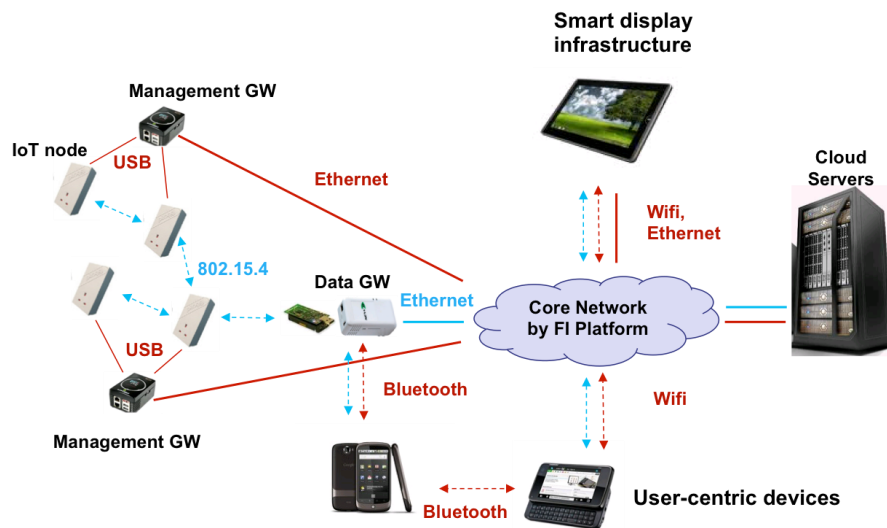 Smart display
infrastructure
Management GW
IoT node
USB
Ethernet
Cloud
Servers
Wifi,
Ethernet
802.15.4
Data GW
Ethernet
Core Network
by FI Platform
USB
Bluetooth
Wifi
Management GW
Bluetooth
User-centric devices